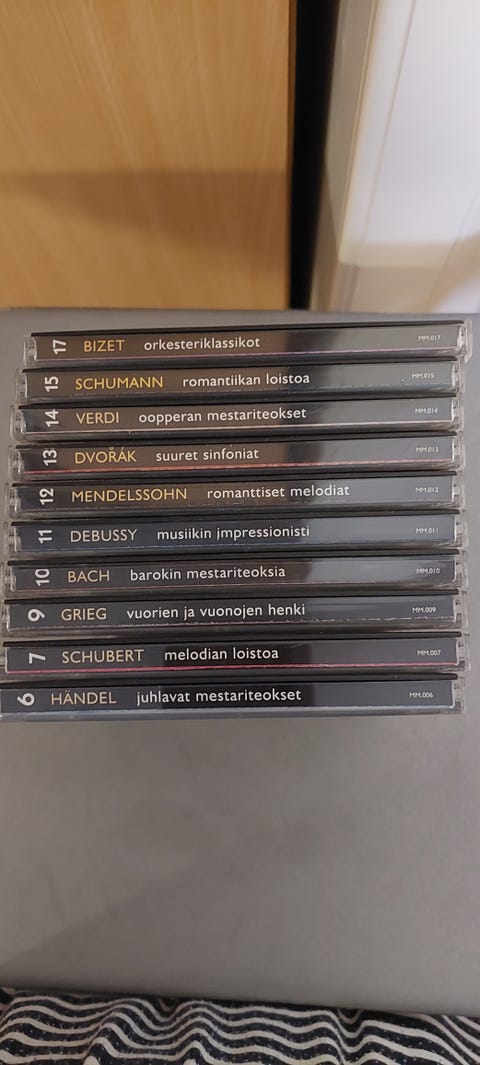 17 BIZET orkesteriklassikot MM.017
15 SCHUMANN romantiikan loistoa MM.015
14 VERDI oopperan mestariteokset MM.014
13 DVOŘÁK suuret sinfoniat MM.013
12 MENDELSSOHN romanttiset melodiat MM.012
11 DEBUSSY musiikin impressionisti MM.011
10 BACH barokin mestariteoksia MM.010
9 GRIEG vuorien ja vuonojen henki MM.009
7 SCHUBERT melodian loistoa MM.007
6 HÄNDEL juhlavat mestariteokset MM.006